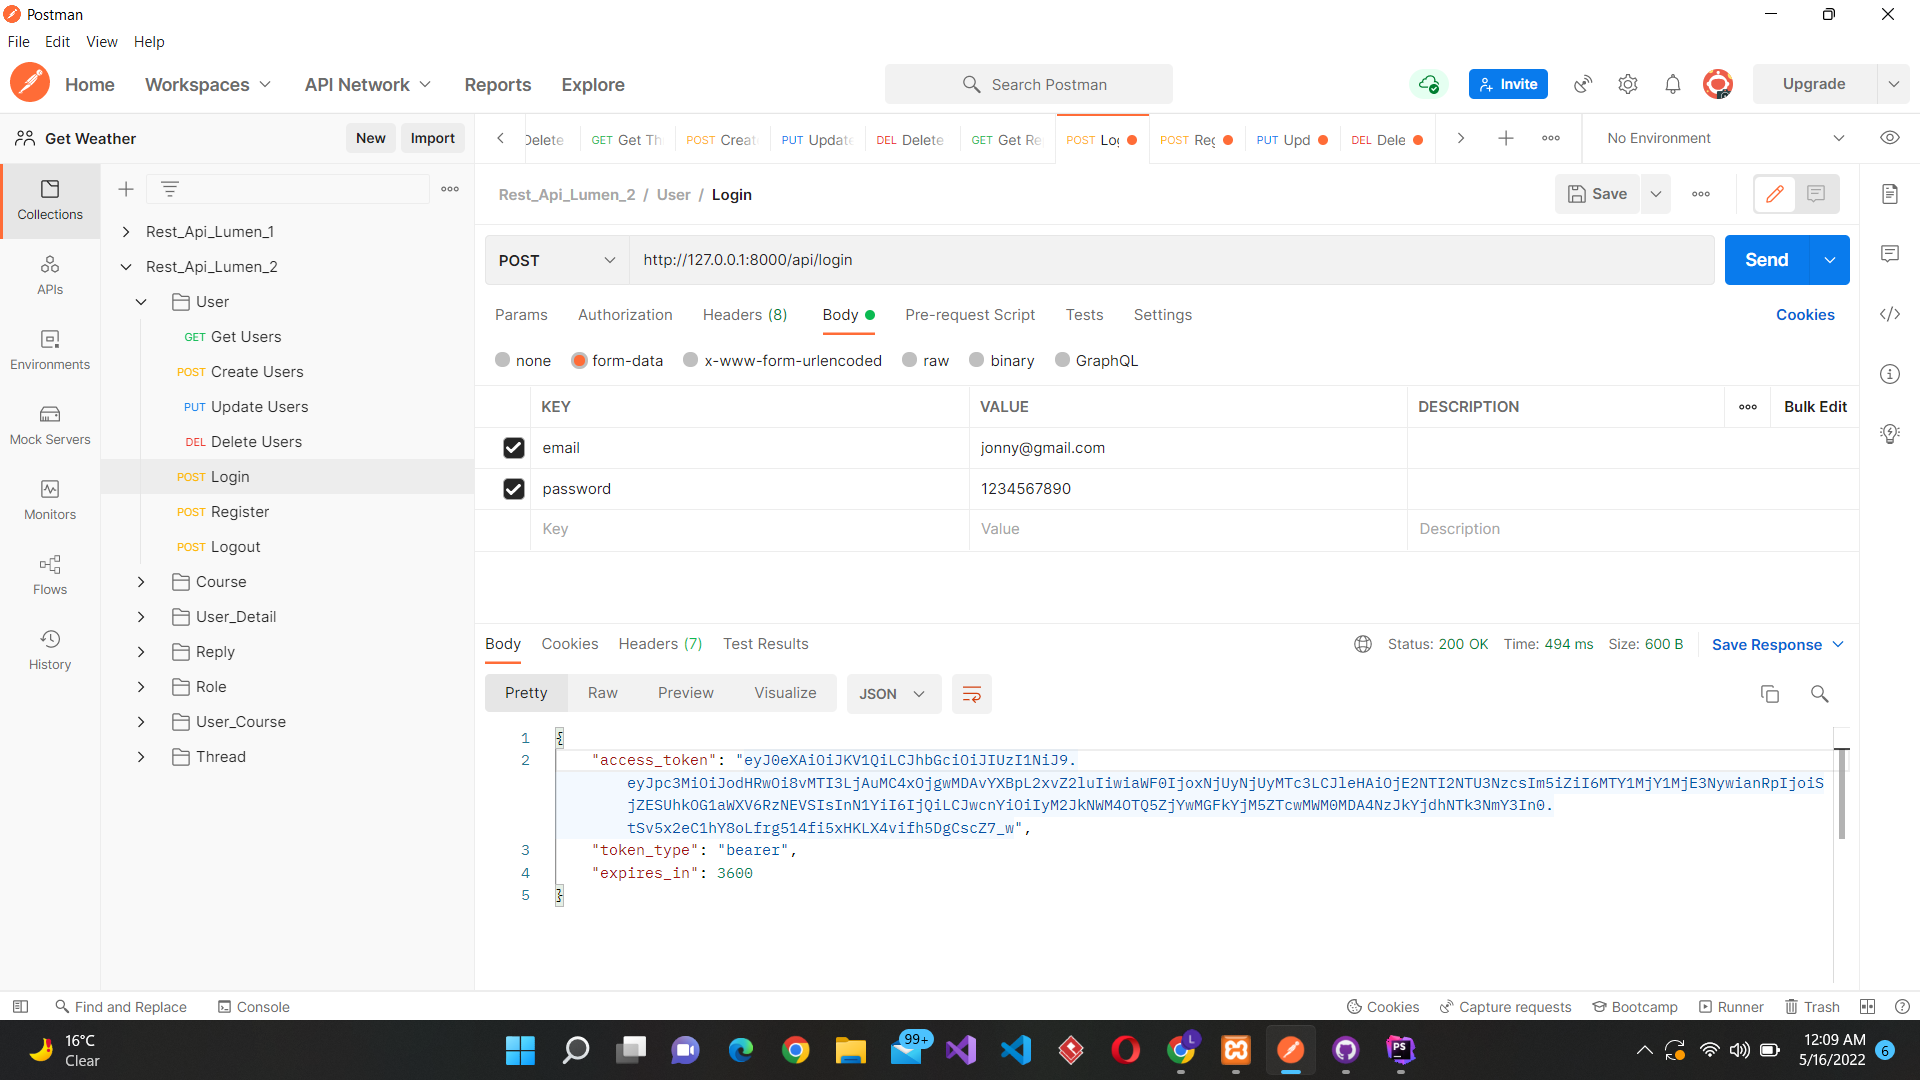 Postman
File Edit View Help
Home Workspaces API Network Reports Explore Search Postman Invite Upgrade
Get Weather New Import
Delete GET Get Th POST Creat PUT Update DEL Delete GET Get Re POST Log POST Reg PUT Upd DEL Dele No Environment
Collections
APIs
Environments
Mock Servers
Monitors
Flows
History
Rest_Api_Lumen_1
Rest_Api_Lumen_2
User
GET Get Users
POST Create Users
PUT Update Users
DEL Delete Users
POST Login
POST Register
POST Logout
Course
User_Detail
Reply
Role
User_Course
Thread
Rest_Api_Lumen_2 / User / Login Save
POST http://127.0.0.1:8000/api/login Send
Params Authorization Headers (8) Body Pre-request Script Tests Settings Cookies
none form-data x-www-form-urlencoded raw binary GraphQL
KEY VALUE DESCRIPTION Bulk Edit
email jonny@gmail.com
password 1234567890
Key Value Description
Body Cookies Headers (7) Test Results Status: 200 OK Time: 494 ms Size: 600 B Save Response
Pretty Raw Preview Visualize JSON
1 {
2 "access_token": "eyJ0eXAiOiJKV1QiLCJhbGciOiJIUzI1NiJ9.
eyJpc3MiOiJodHRwOi8vMTI3LjAuMC4xOjgwMDAvYXBpL2xvZ2luIiwiaWF0IjoxNjUyNjUyMTc3LCJleHAiOjE2NTI2NTU3NzcsIm5iZiI6MTY1MjY1MjE3NywianRpIjoiS
jZESUhkOG1aWXV6RzNEVSIsInN1YiI6IjQiLCJwcnYiOiIyM2JkNWM4OTQ5ZjYwMGFkYjM5ZTcwMWM0MDA4NzJkYjdhNTk3NmY3In0.
tSv5x2eC1hY8oLfrg514fi5xHKLX4vifh5DgCscZ7_w",
3 "token_type": "bearer",
4 "expires_in": 3600
5 }
Find and Replace Console Cookies Capture requests Bootcamp Runner Trash
16°C
Clear
99+
L
PS
12:09 AM
5/16/2022
6